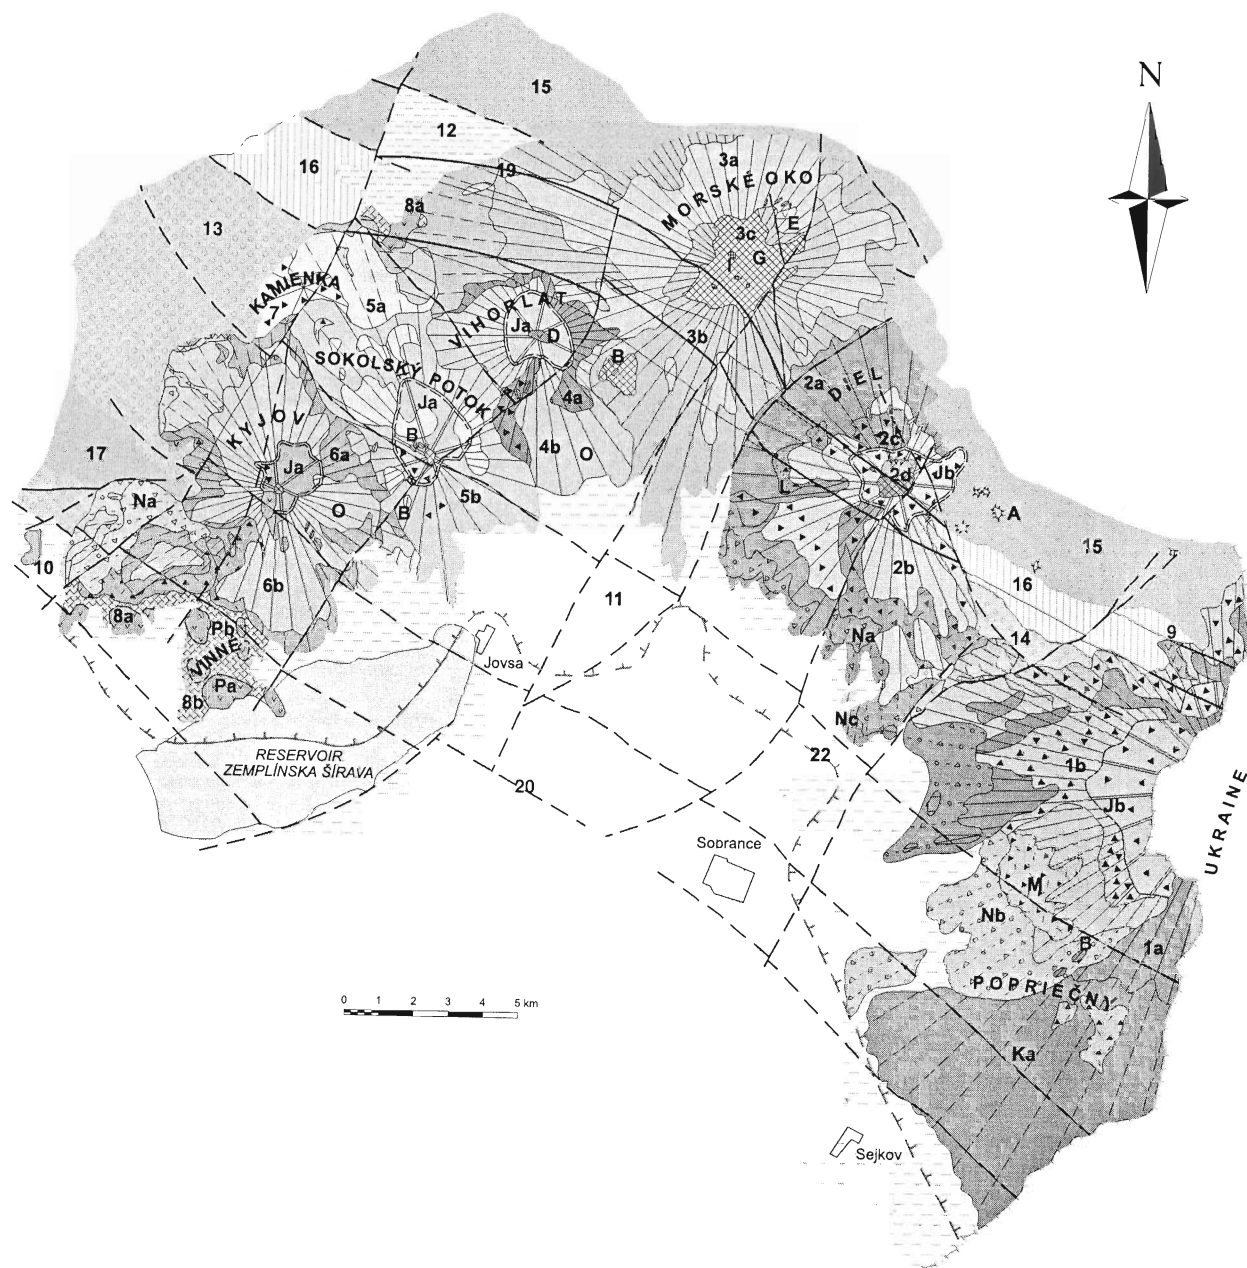 N
15
12
19
3a
MORSKÉ OKO
16
8a
E
3c
G
I
13
KAMIENKA
7
5a
VIHORLAT
Ja
D
3b
B
SOKOLSKÝ POTOK
2a
DIEL
4a
Ja
KYJOV
B
2c
4b
O
6a
17
Ja
2d
Jb
L
Na
5b
O
B
A
15
10
6b
2b
16
11
8a
Pb
VINNÉ
Na
14
9
Jovsa
Pa
8b
Nc
RESERVOIR
ZEMPLÍNSKA ŠÍRAVA
22
1b
20
Jb
UKRAINE
Sobrance
M
Nb
B
1a
POPRIEČNÝ
0 1 2 3 4 5 km
Ka
Sejkov